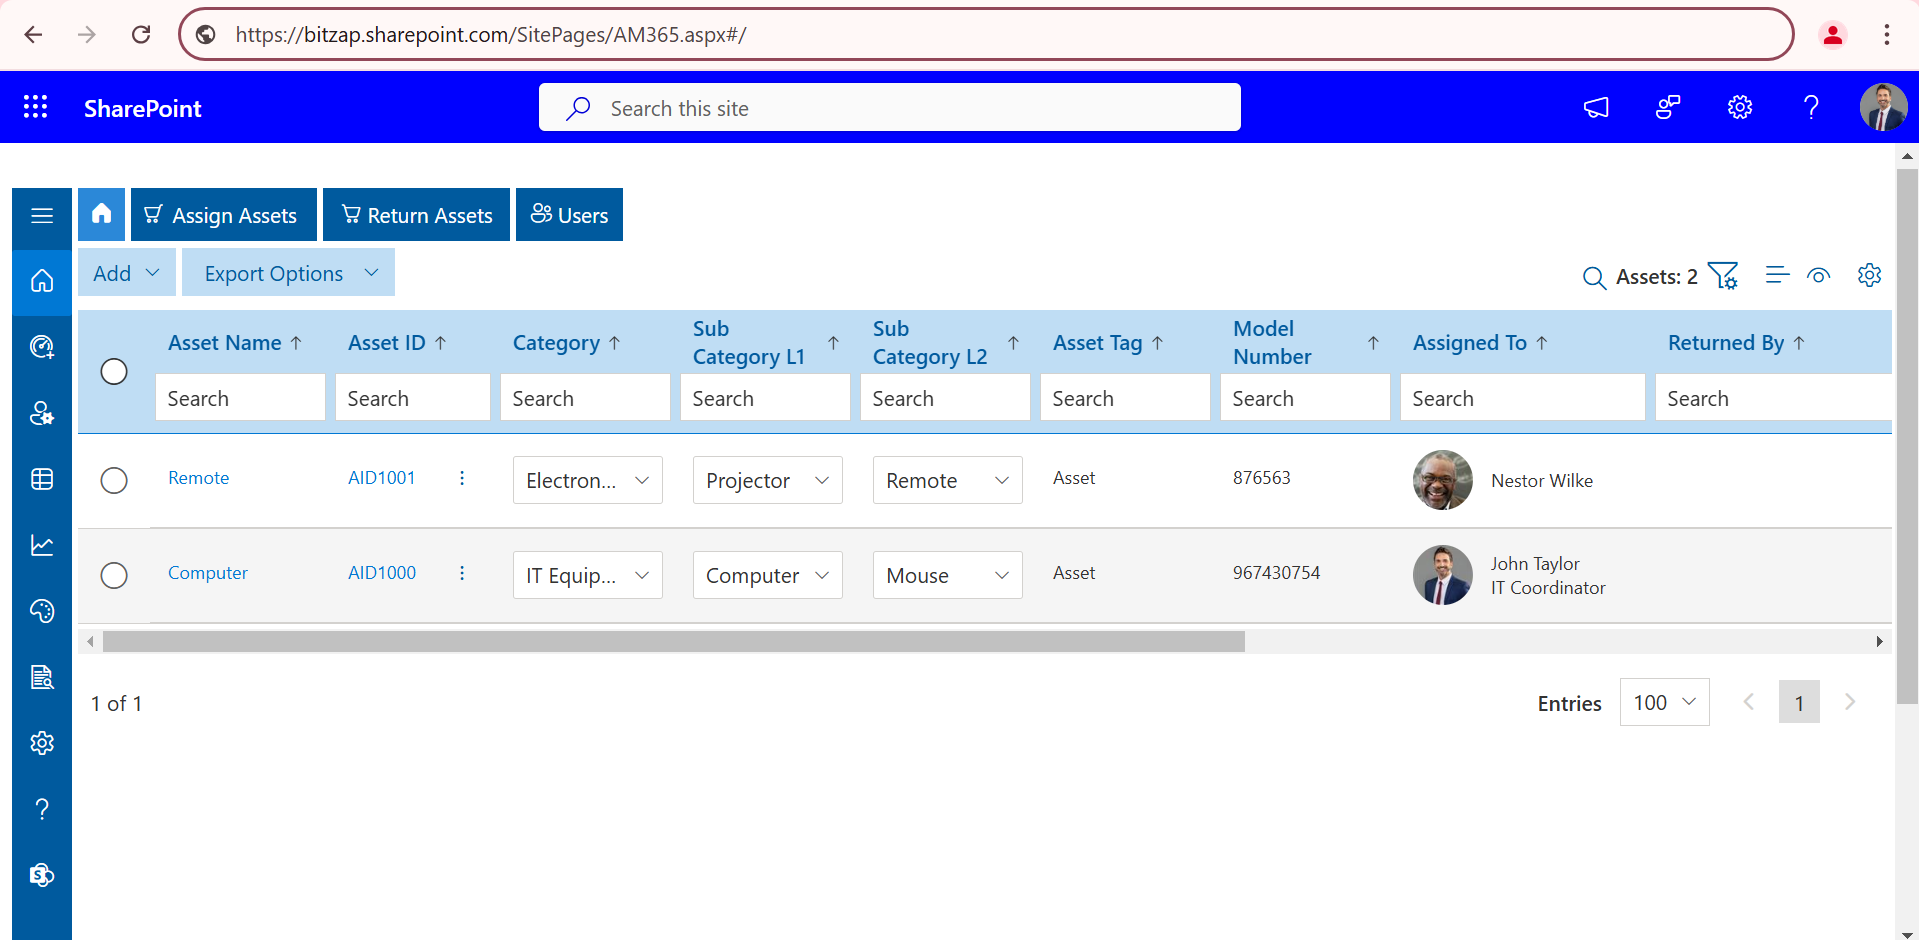 https://bitzap.sharepoint.com/SitePages/AM365.aspx#/
SharePoint
Search this site
Assign Assets
Return Assets
Users
Add
Export Options
Assets: 2
Asset Name
Asset ID
Category
Sub Category L1
Sub Category L2
Asset Tag
Model Number
Assigned To
Returned By
Search
Search
Search
Search
Search
Search
Search
Search
Search
Remote
AID1001
Electron...
Projector
Remote
Asset
876563
Nestor Wilke
Computer
AID1000
IT Equip...
Computer
Mouse
Asset
967430754
John Taylor
IT Coordinator
1 of 1
Entries
100
1